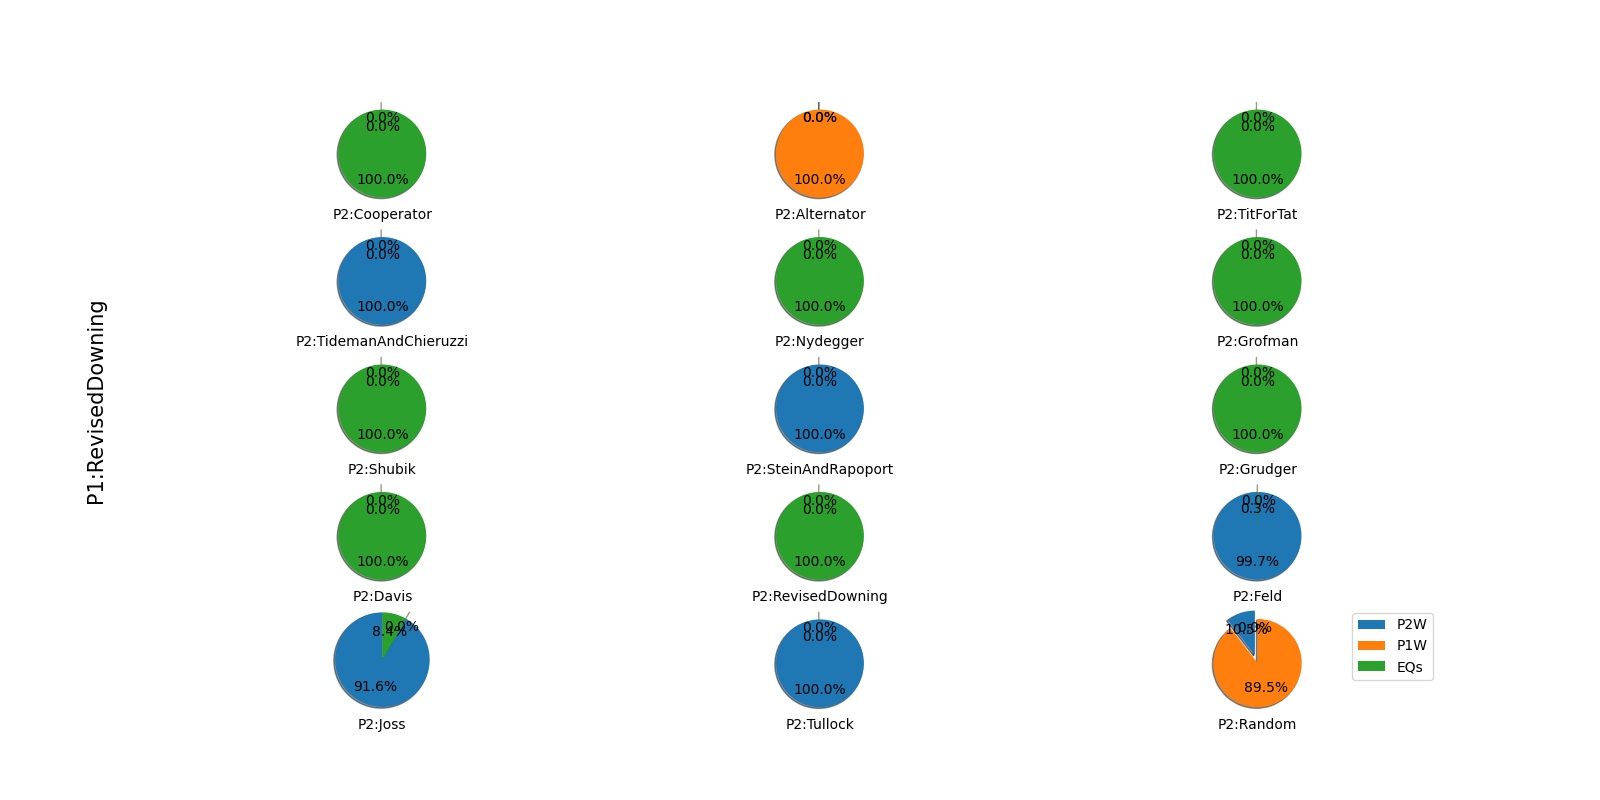 P1:RevisedDowning
0.0%
0.0%
100.0%
P2:Cooperator
0.0%
0.0%
100.0%
P2:Alternator
0.0%
0.0%
100.0%
P2:TitForTat
0.0%
0.0%
100.0%
P2:TidemanAndChieruzzi
0.0%
0.0%
100.0%
P2:Nydegger
0.0%
0.0%
100.0%
P2:Grofman
0.0%
0.0%
100.0%
P2:Shubik
0.0%
0.0%
100.0%
P2:SteinAndRapoport
0.0%
0.0%
100.0%
P2:Grudger
0.0%
0.0%
100.0%
P2:Davis
0.0%
0.0%
100.0%
P2:RevisedDowning
0.0%
0.3%
99.7%
P2:Feld
0.0%
8.4%
91.6%
P2:Joss
0.0%
0.0%
100.0%
P2:Tullock
0.0%
10.5%
89.5%
P2:Random
P2W
P1W
EQs